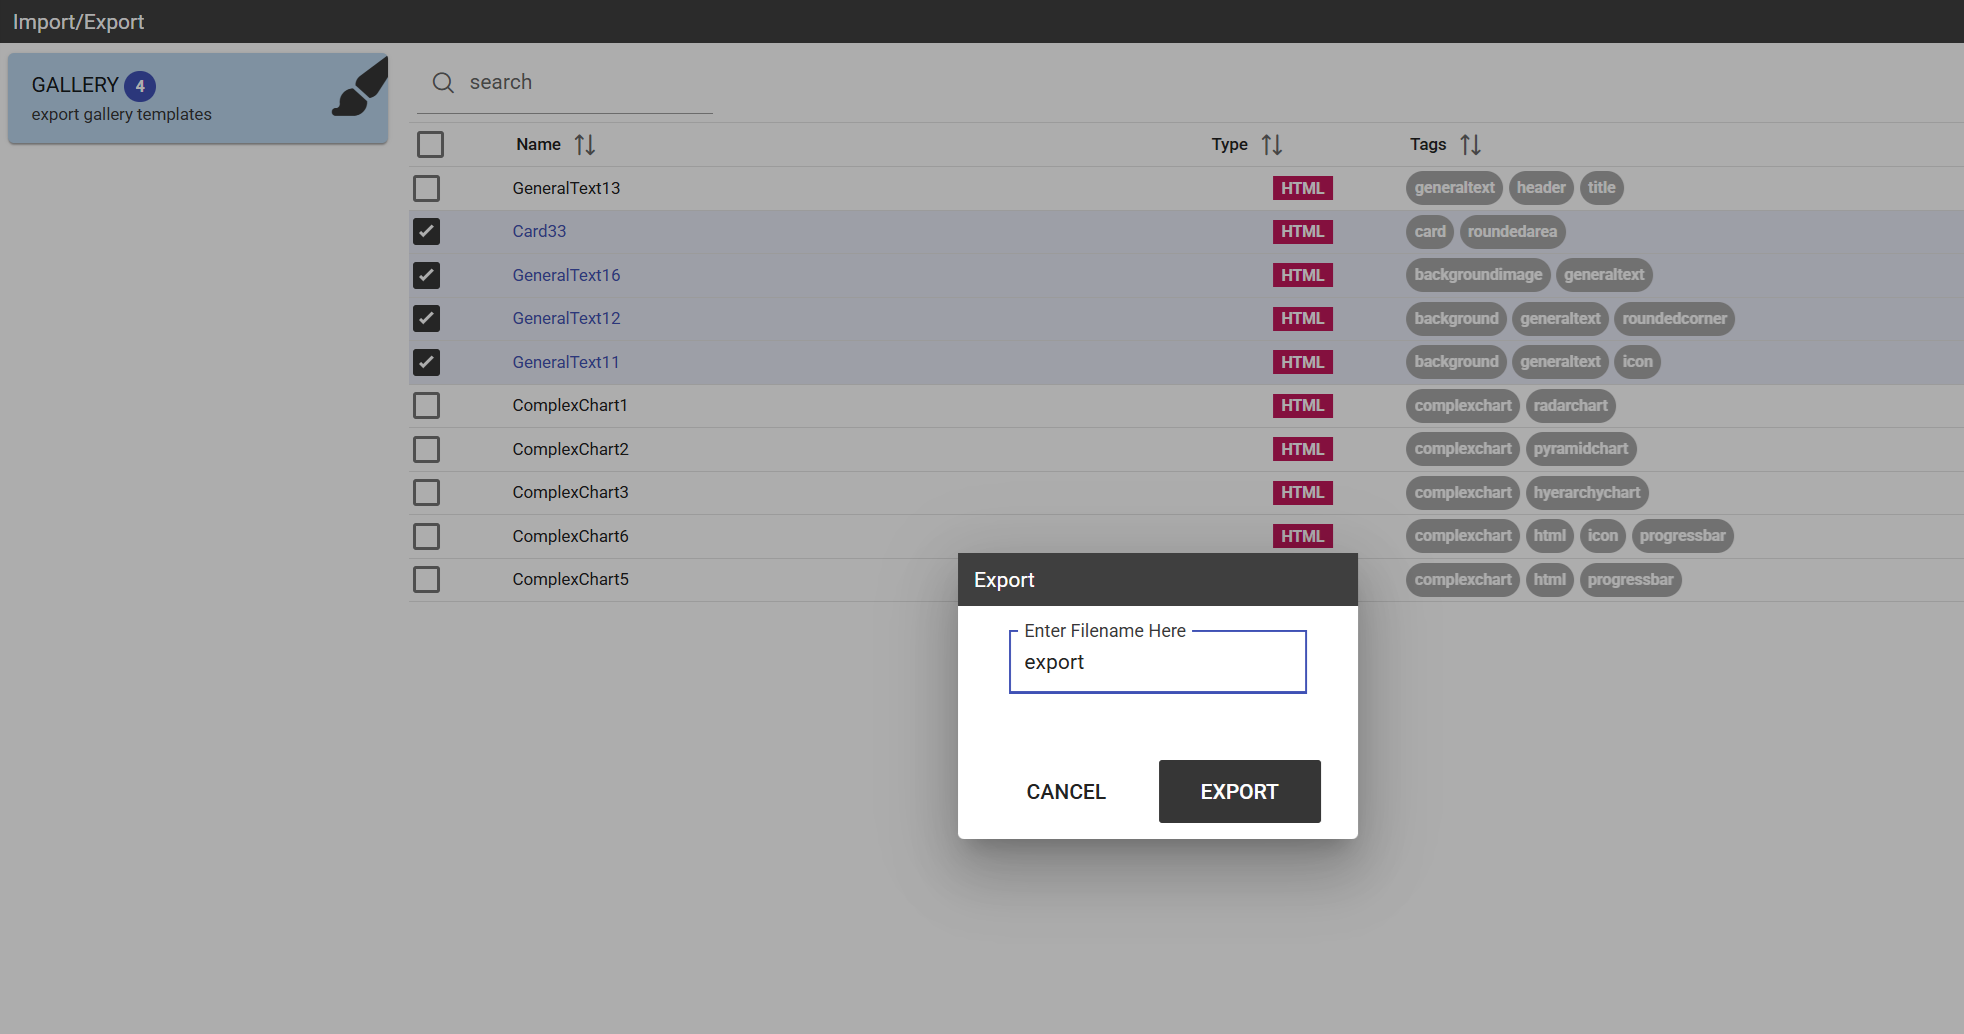 Import/Export
GALLERY 4
export gallery templates
search
Name Type Tags
GeneralText13 HTML generaltext header title
Card33 HTML card roundedarea
GeneralText16 HTML backgroundimage generaltext
GeneralText12 HTML background generaltext roundedcorner
GeneralText11 HTML background generaltext icon
ComplexChart1 HTML complexchart radarchart
ComplexChart2 HTML complexchart pyramidchart
ComplexChart3 HTML complexchart hyerarchychart
ComplexChart6 HTML complexchart html icon progressbar
ComplexChart5 complexchart html progressbar
Export
Enter Filename Here
export
CANCEL EXPORT